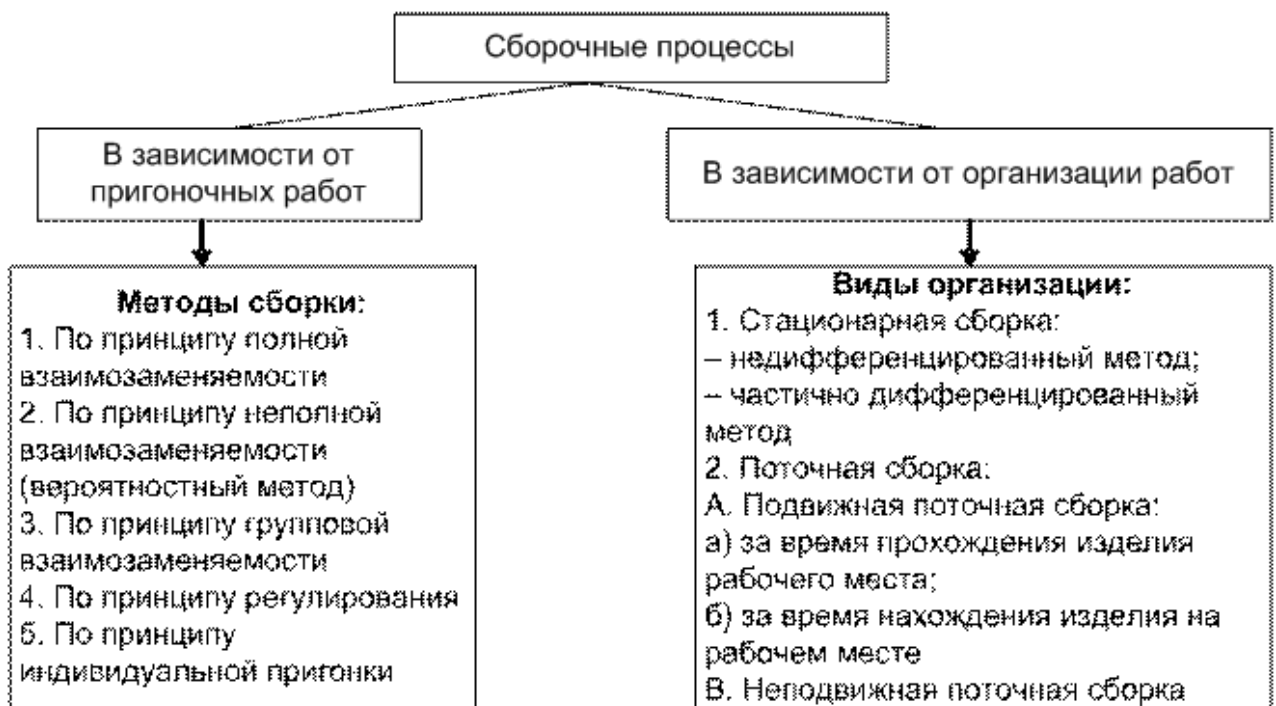 Сборочные процессы
В зависимости от
пригоночных работ
В зависимости от организации работ
Методы сборки:
1. По принципу полной
взаимозаменяемости
2. По принципу неполной
взаимозаменяемости
(вероятностный метод)
3. По принципу групповой
взаимозаменяемости
4. По принципу регулирования
5. По принципу
индивидуальной пригонки
Виды организации:
1. Стационарная сборка:
– недифференцированный метод;
– частично дифференцированный
метод
2. Поточная сборка:
А. Подвижная поточная сборка:
а) за время прохождения изделия
рабочего места;
б) за время нахождения изделия на
рабочем месте
В. Неподвижная поточная сборка